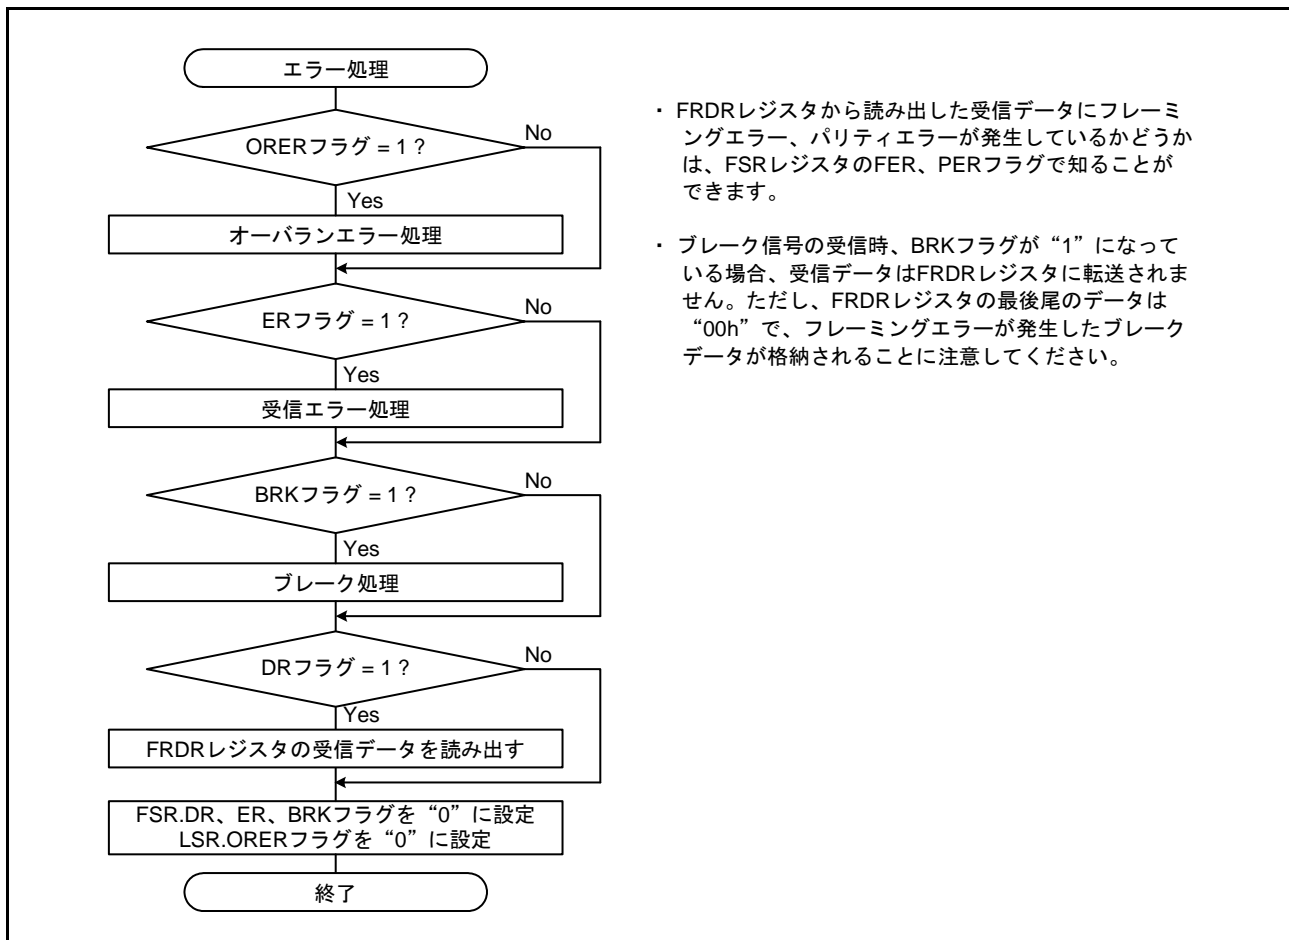 エラー処理
ORERフラグ = 1 ?
No
Yes
オーバランエラー処理
ERフラグ = 1 ?
No
Yes
受信エラー処理
BRKフラグ = 1 ?
No
Yes
ブレーク処理
DRフラグ = 1 ?
No
Yes
FRDRレジスタの受信データを読み出す
FSR.DR、ER、BRKフラグを“0”に設定
LSR.ORERフラグを“0”に設定
終了
・ FRDRレジスタから読み出した受信データにフレーミ
ングエラー、パリティエラーが発生しているかどうか
は、FSRレジスタのFER、PERフラグで知ることが
できます。
・ ブレーク信号の受信時、BRKフラグが“1”になって
いる場合、受信データはFRDRレジスタに転送されま
せん。ただし、FRDRレジスタの最後尾のデータは
“00h”で、フレーミングエラーが発生したブレーク
データが格納されることに注意してください。